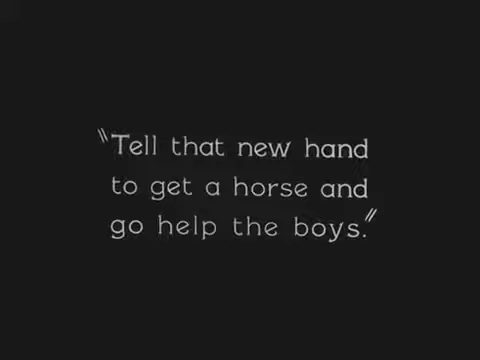 "Tell that new hand
to get a horse and
go help the boys."